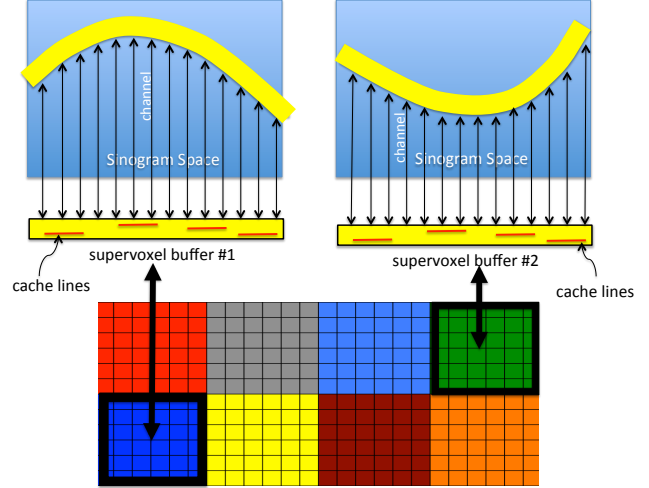 channel
Sinogram Space
channel
Sinogram Space
supervoxel buffer #1
cache lines
supervoxel buffer #2
cache lines